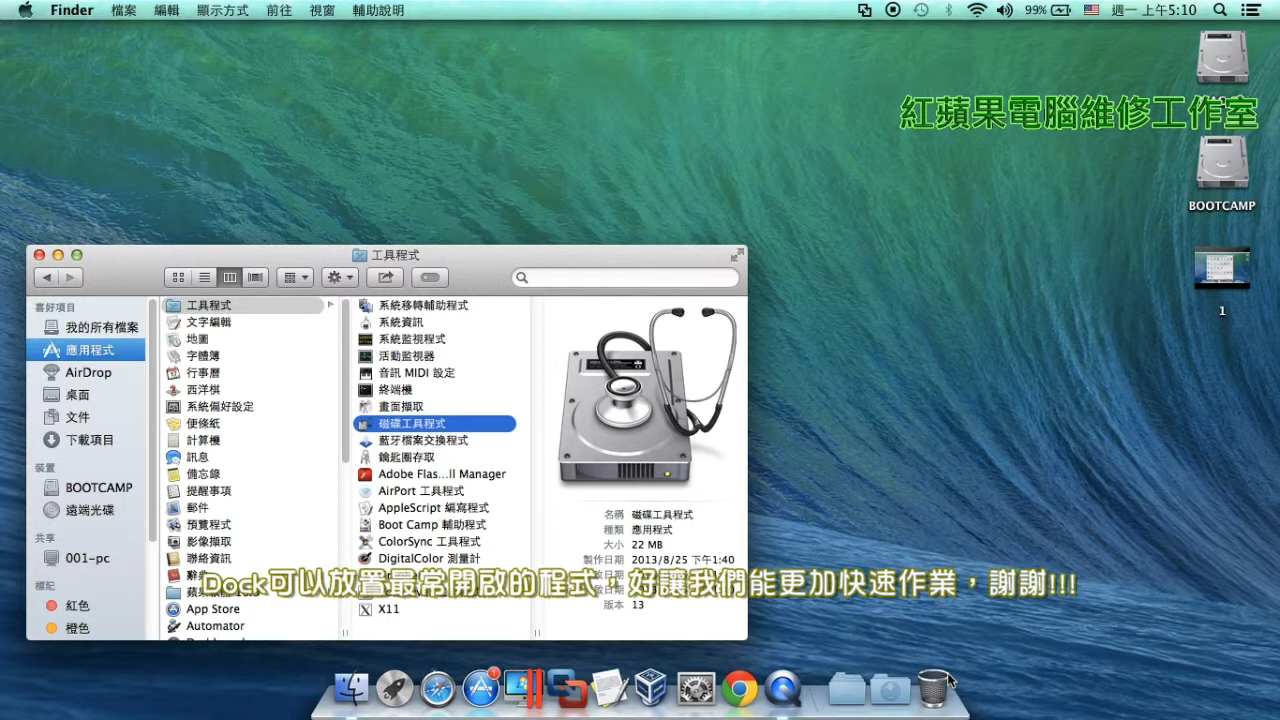 Finder 檔案 編輯 顯示方式 前往 視窗 輔助說明 99% 週一 上午5:10
紅蘋果電腦維修工作室
BOOTCAMP
1
工具程式
喜好項目
我的所有檔案
應用程式
AirDrop
桌面
文件
下載項目
裝置
BOOTCAMP
遠端光碟
共享
001-pc
標記
紅色
橙色
工具程式
文字編輯
地圖
字體簿
行事曆
西洋棋
系統偏好設定
便條紙
計算機
訊息
備忘錄
提醒事項
郵件
預覽程式
影像擷取
聯絡資訊
App Store
Automator
系統移轉輔助程式
系統資訊
系統監視程式
活動監視器
音訊 MIDI 設定
終端機
畫面擷取
磁碟工具程式
藍牙檔案交換程式
鑰匙圈存取
Adobe Flas...ll Manager
AirPort 工具程式
AppleScript 編寫程式
Boot Camp 輔助程式
ColorSync 工具程式
DigitalColor 測量計
X11
名稱 磁碟工具程式
種類 應用程式
大小 22 MB
製作日期 2013/8/25 下午1:40
版本 13
Dock可以放置最常開啟的程式，好讓我們能更加快速作業，謝謝!!!
1